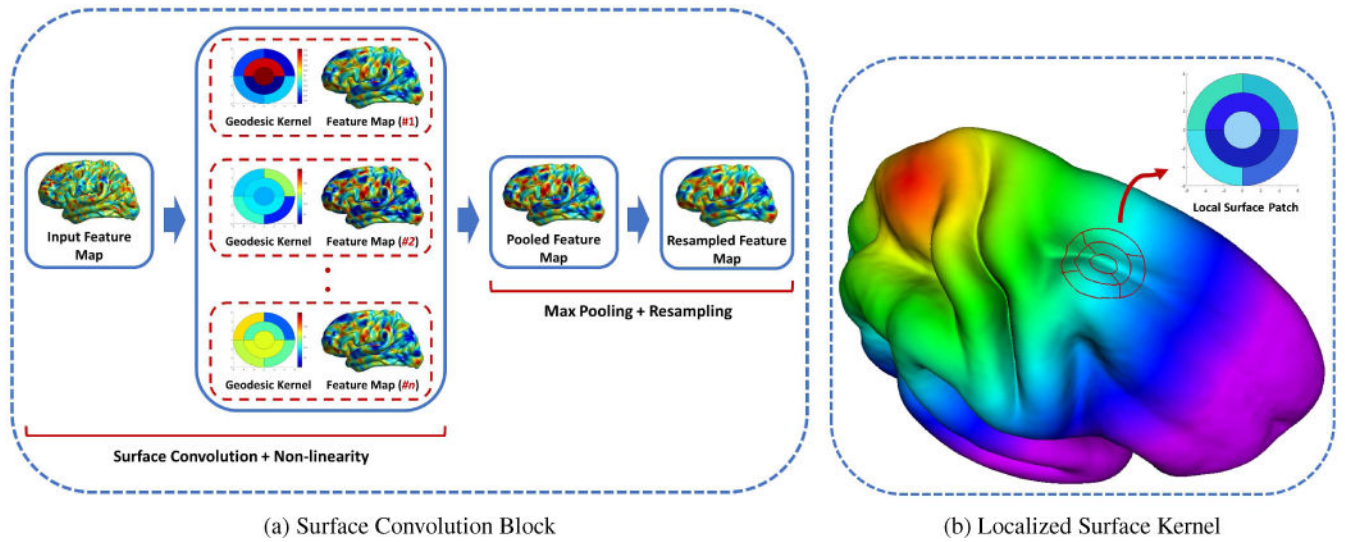 Geodesic Kernel Feature Map (#1)
Input Feature
Map
Geodesic Kernel Feature Map (#2)
Geodesic Kernel Feature Map (#n)
Pooled Feature
Map
Resampled Feature
Map
Max Pooling + Resampling
Surface Convolution + Non-linearity
(a) Surface Convolution Block
Local Surface Patch
(b) Localized Surface Kernel